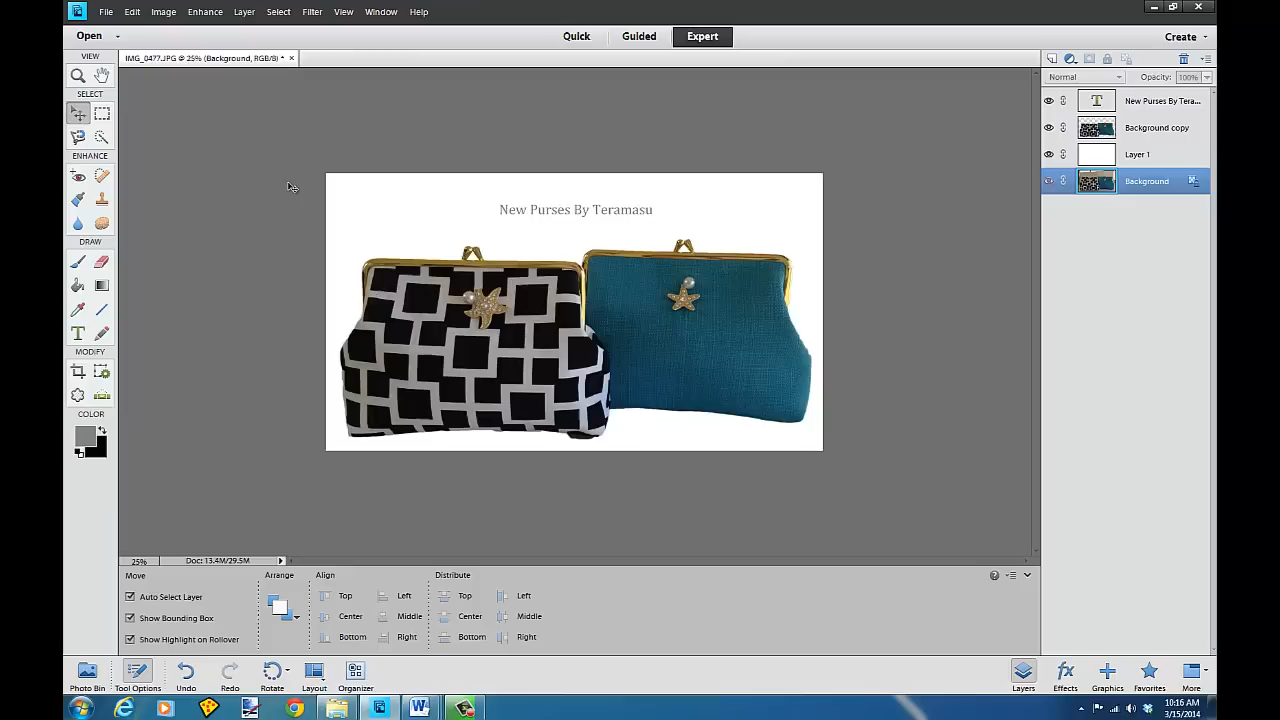 File Edit Image Enhance Layer Select Filter View Window Help
Open Quick Guided Expert Create
VIEW
IMG_0477.JPG @ 25% (Background, RGB/8) * ×
Normal Opacity: 100%
SELECT
New Purses By Tera...
Background copy
Layer 1
Background
ENHANCE
New Purses By Teramasu
DRAW
MODIFY
COLOR
25% Doc: 13.4M/29.5M
Move Arrange Align Distribute
Auto Select Layer Top Left Top Left
Show Bounding Box Center Middle Center Middle
Show Highlight on Rollover Bottom Right Bottom Right
Photo Bin Tool Options Undo Redo Rotate Layout Organizer Layers Effects Graphics Favorites More
10:16 AM
3/15/2014